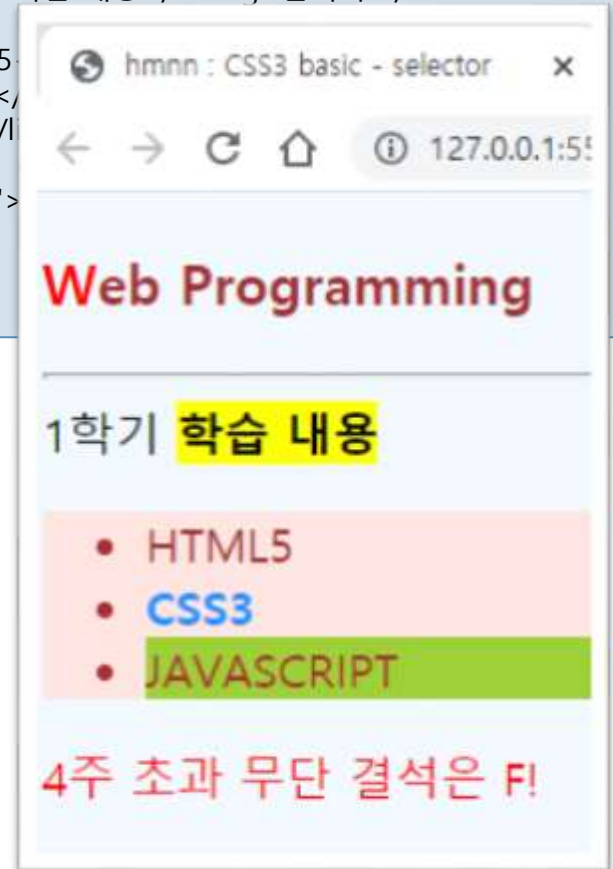 hmnn : CSS3 basic - selector
127.0.0.1:55
Web Programming
1학기 학습 내용
HTML5
CSS3
JAVASCRIPT
4주 초과 무단 결석은 F!